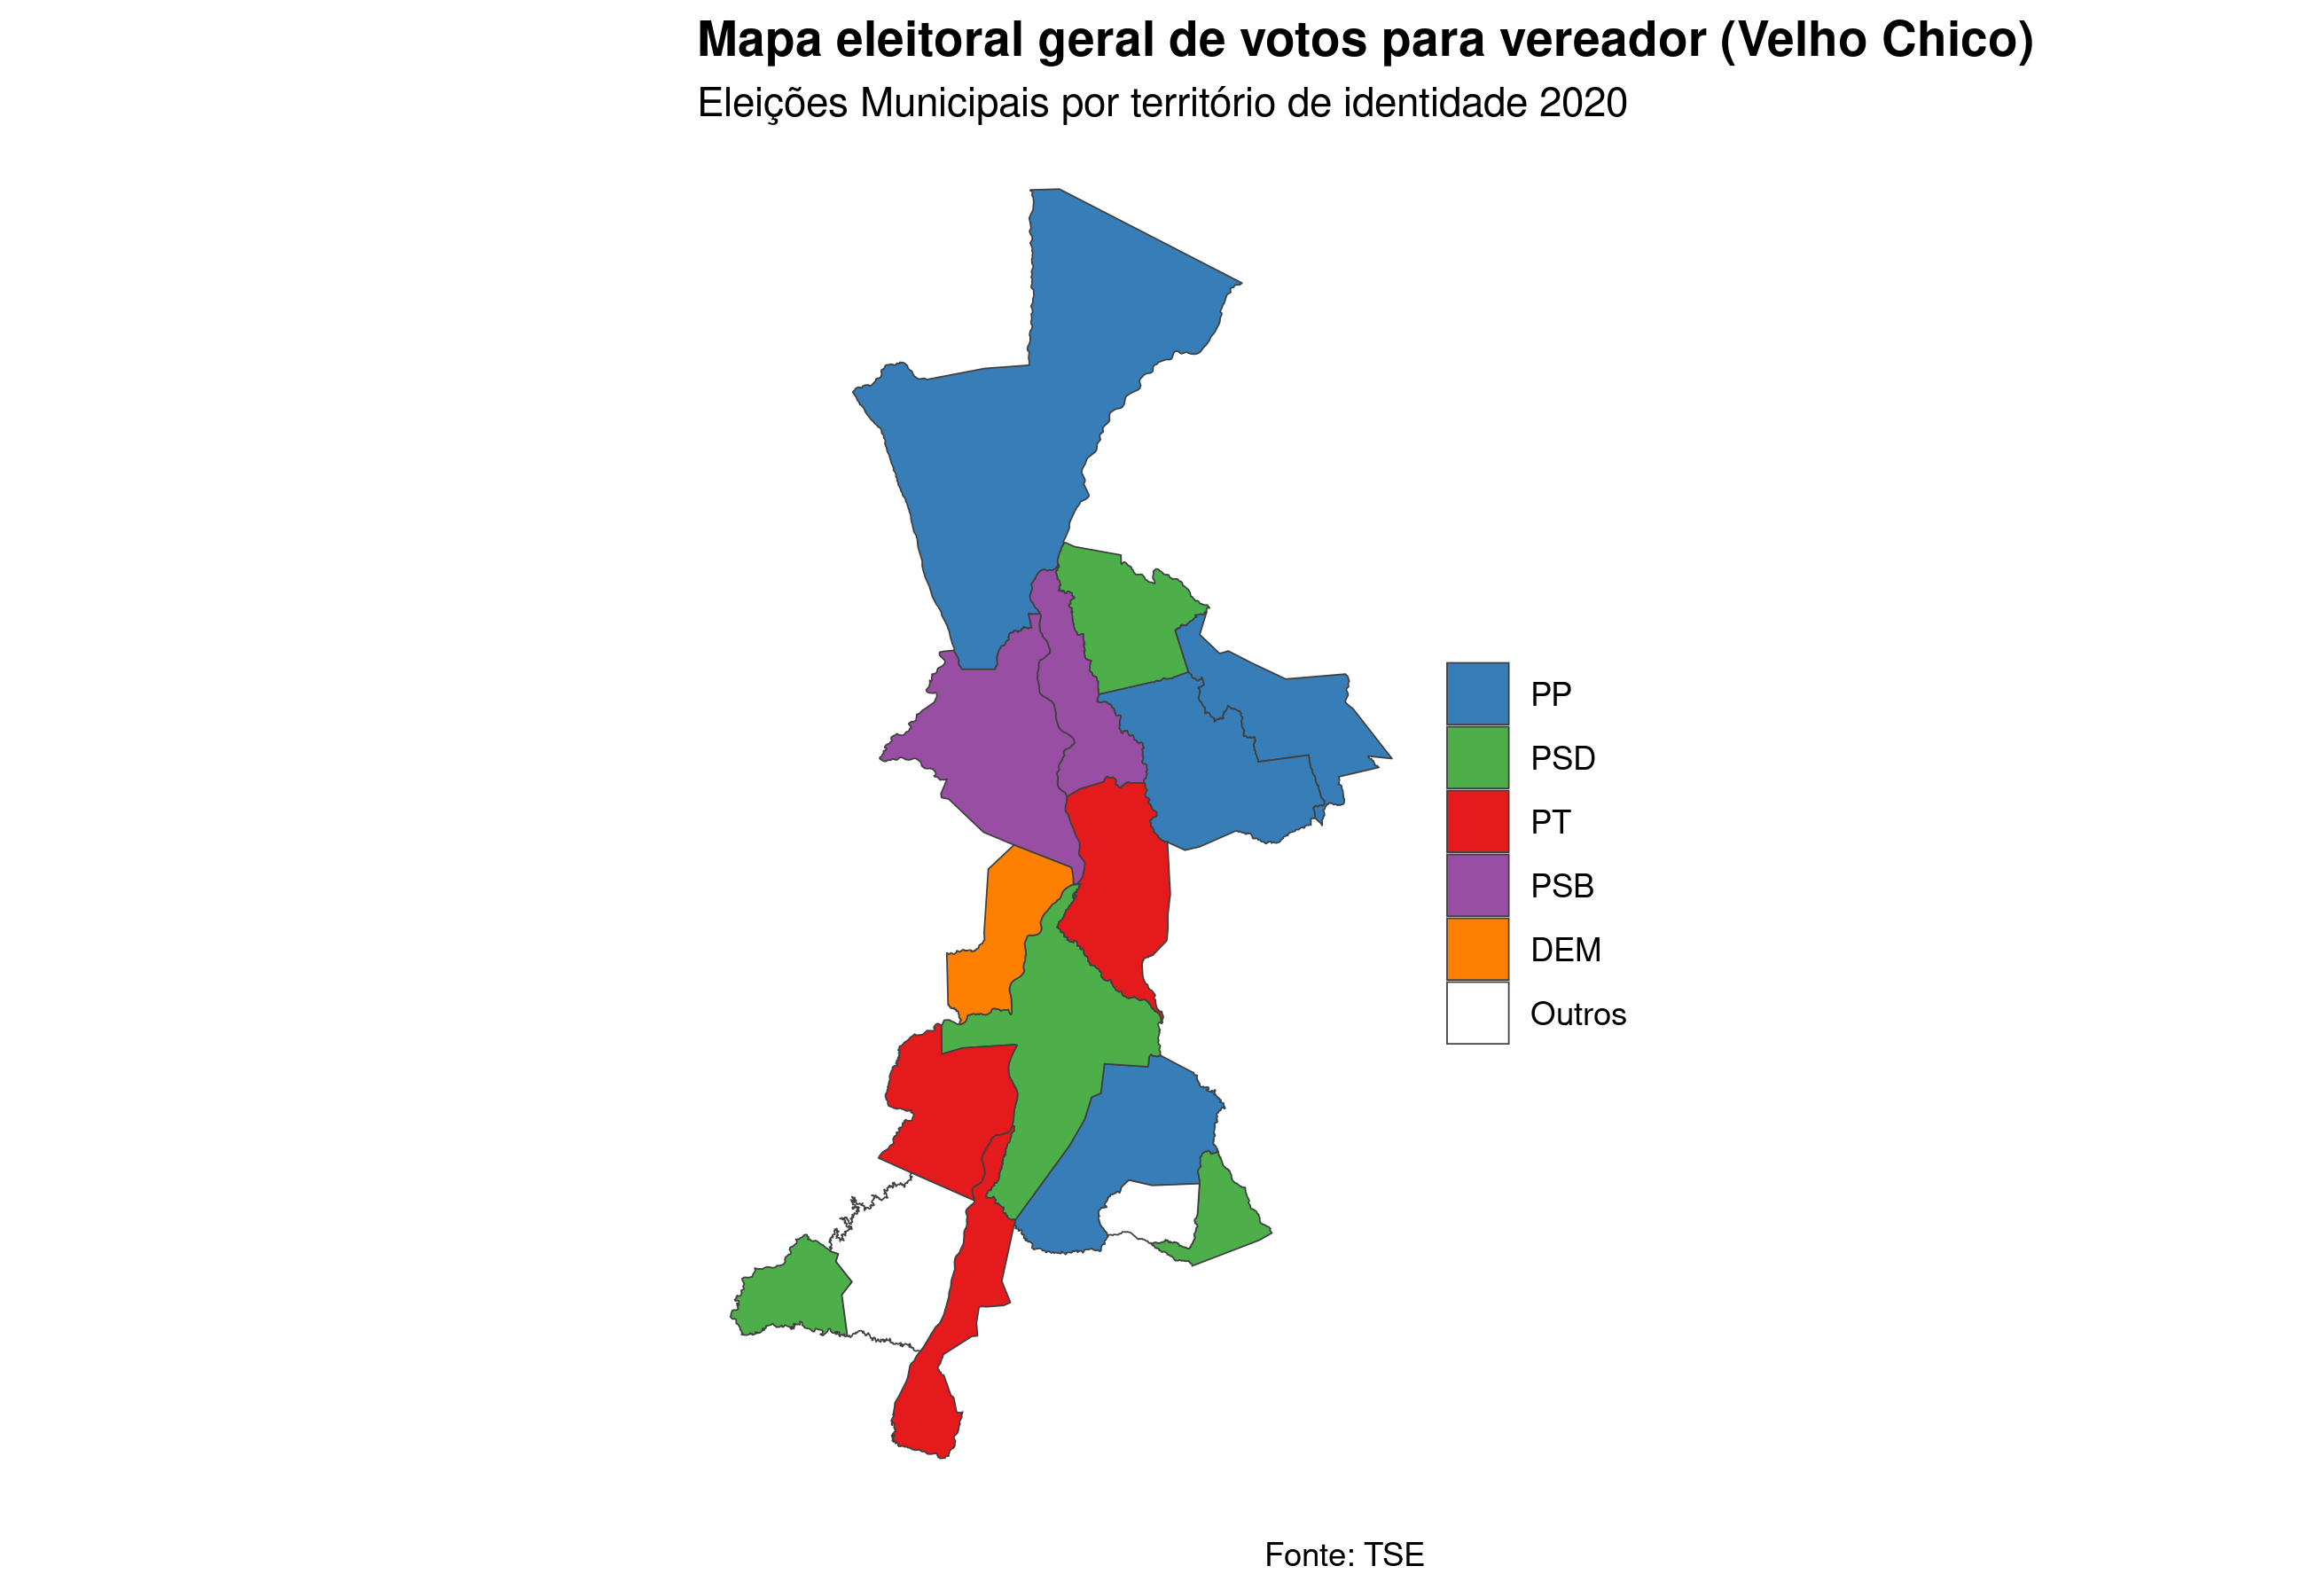 Mapa eleitoral geral de votos para vereador (Velho Chico)
Eleições Municipais por território de identidade 2020
PP
PSD
PT
PSB
DEM
Outros
Fonte: TSE